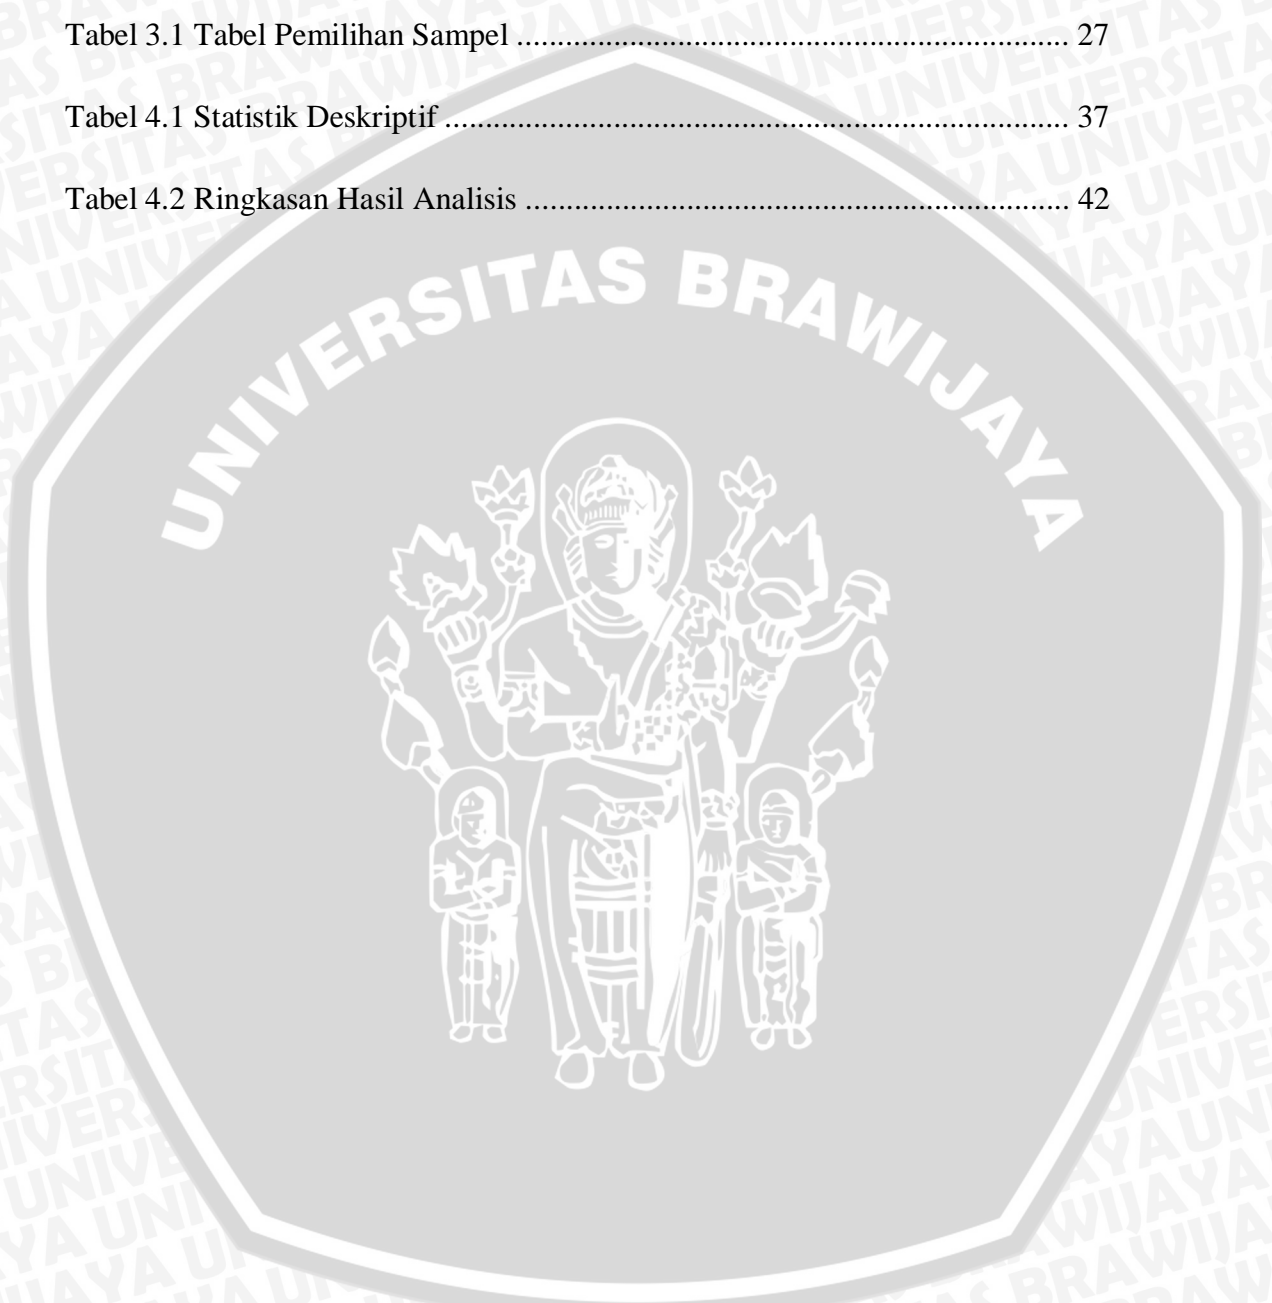 Tabel 3.1 Tabel Pemilihan Sampel .................................................................... 27
Tabel 4.1 Statistik Deskriptif ............................................................................. 37
Tabel 4.2 Ringkasan Hasil Analisis ................................................................... 42
UNIVERSITAS BRAWIJAYA